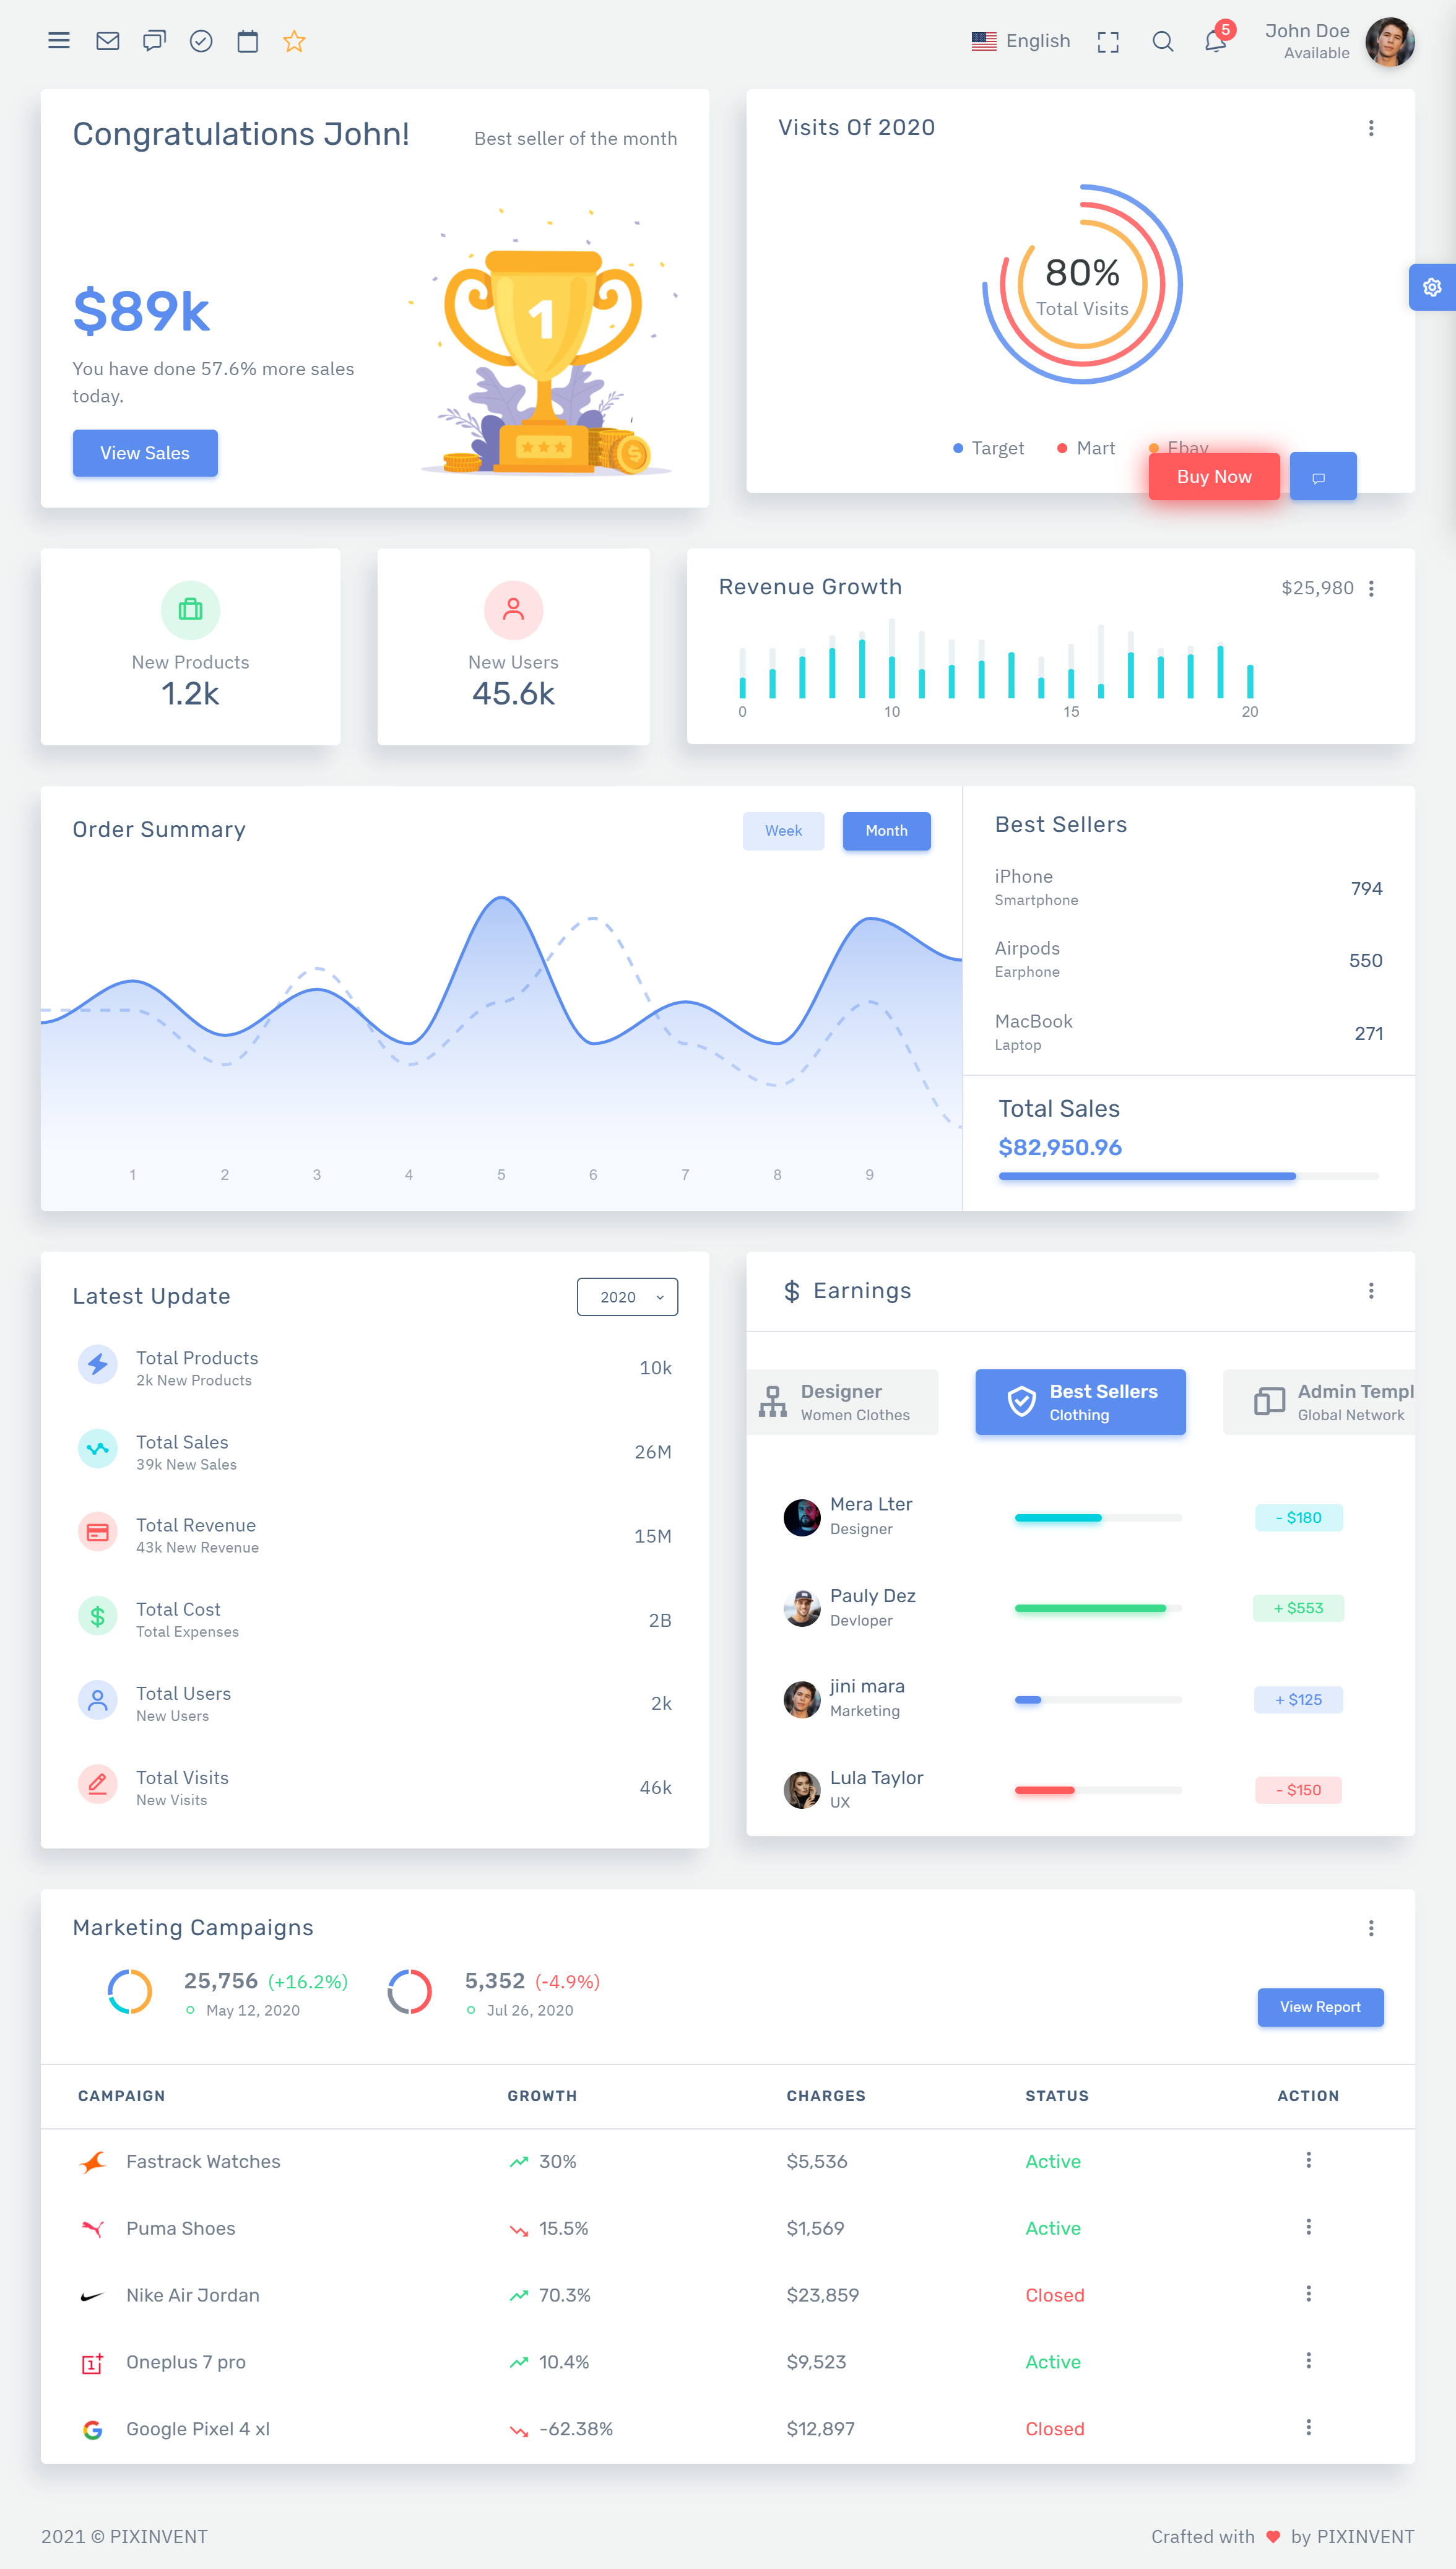 English
5
John Doe
Available
Congratulations John!
Best seller of the month
$89k
You have done 57.6% more sales
today.
View Sales
1
Visits Of 2020
80%
Total Visits
Target
Mart
Ebay
Buy Now
New Products
1.2k
New Users
45.6k
Revenue Growth
$25,980
0 10 15 20
Order Summary
Week
Month
1 2 3 4 5 6 7 8 9
Best Sellers
iPhone
Smartphone
794
Airpods
Earphone
550
MacBook
Laptop
271
Total Sales
$82,950.96
Latest Update
2020
Total Products
2k New Products
10k
Total Sales
39k New Sales
26M
Total Revenue
43k New Revenue
15M
Total Cost
Total Expenses
2B
Total Users
New Users
2k
Total Visits
New Visits
46k
$ Earnings
Designer
Women Clothes
Best Sellers
Clothing
Admin Templ
Global Network
Mera Lter
Designer
- $180
Pauly Dez
Devloper
+ $553
jini mara
Marketing
+ $125
Lula Taylor
UX
- $150
Marketing Campaigns
25,756 (+16.2%)
May 12, 2020
5,352 (-4.9%)
Jul 26, 2020
View Report
CAMPAIGN GROWTH CHARGES STATUS ACTION
Fastrack Watches 30% $5,536 Active
Puma Shoes 15.5% $1,569 Active
Nike Air Jordan 70.3% $23,859 Closed
Oneplus 7 pro 10.4% $9,523 Active
Google Pixel 4 xl -62.38% $12,897 Closed
2021 © PIXINVENT
Crafted with ♥ by PIXINVENT